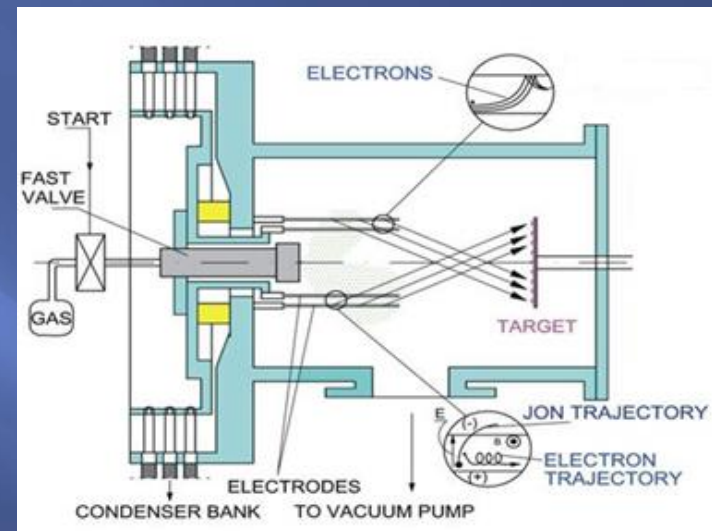 ELECTRONS
START
FAST
VALVE
GAS
TARGET
E
(-)
B
(+)
JON TRAJECTORY
ELECTRON
TRAJECTORY
ELECTRODES
CONDENSER BANK
TO VACUUM PUMP